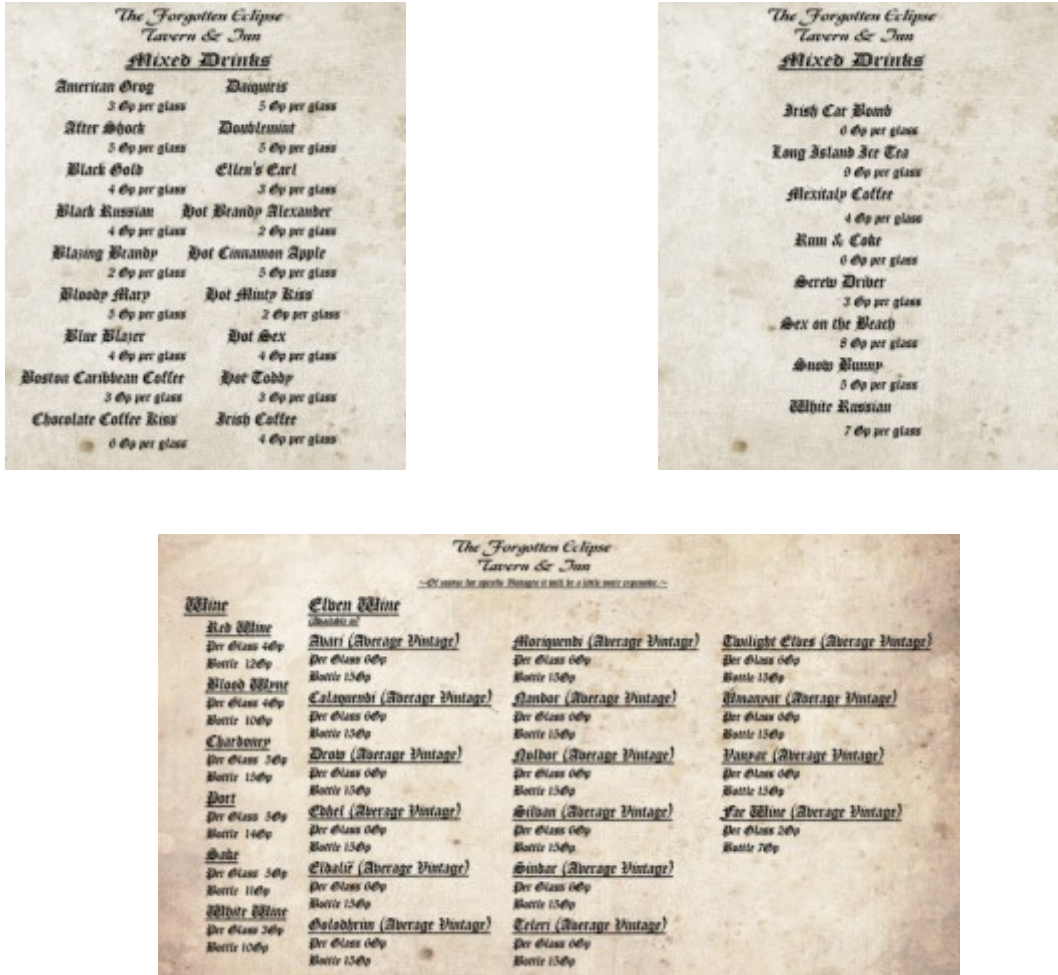 The Forgotten Eclipse
Tavern & Inn
Mixed Drinks
American Grog
3 Gp per glass
After Shock
5 Gp per glass
Black Gold
4 Gp per glass
Black Russian
4 Gp per glass
Blazing Brandy
2 Gp per glass
Bloody Mary
5 Gp per glass
Blue Blazer
4 Gp per glass
Boston Caribbean Coffee
3 Gp per glass
Chocolate Coffee Kiss
6 Gp per glass
Daiquiris
5 Gp per glass
Doublemint
5 Gp per glass
Ellen's Earl
3 Gp per glass
Hot Brandy Alexander
2 Gp per glass
Hot Cinnamon Apple
5 Gp per glass
Hot Minty Kiss
2 Gp per glass
Hot Sex
4 Gp per glass
Hot Toddy
3 Gp per glass
Irish Coffee
4 Gp per glass
The Forgotten Eclipse
Tavern & Inn
Mixed Drinks
Irish Car Bomb
6 Gp per glass
Long Island Ice Tea
9 Gp per glass
Mexitaly Coffee
4 Gp per glass
Rum & Coke
6 Gp per glass
Screw Driver
3 Gp per glass
Sex on the Beach
8 Gp per glass
Snow Bunny
5 Gp per glass
White Russian
7 Gp per glass
The Forgotten Eclipse
Tavern & Inn
~Of course for specific Vintages it will be a little more expensive.~
Wine
Red Wine
Per Glass 4Gp
Bottle 12Gp
Blood Wyne
Per Glass 4Gp
Bottle 10Gp
Chardoney
Per Glass 5Gp
Bottle 15Gp
Port
Per Glass 5Gp
Bottle 14Gp
Sake
Per Glass 5Gp
Bottle 11Gp
White Wine
Per Glass 3Gp
Bottle 10Gp
Elven Wine
Avari (Average Vintage)
Per Glass 6Gp
Bottle 15Gp
Calaquendi (Average Vintage)
Per Glass 6Gp
Bottle 15Gp
Drow (Average Vintage)
Per Glass 6Gp
Bottle 15Gp
Edhel (Average Vintage)
Per Glass 6Gp
Bottle 15Gp
Eldalië (Average Vintage)
Per Glass 6Gp
Bottle 15Gp
Golodhrim (Average Vintage)
Per Glass 6Gp
Bottle 15Gp
Moriquendi (Average Vintage)
Per Glass 6Gp
Bottle 15Gp
Nandor (Average Vintage)
Per Glass 6Gp
Bottle 15Gp
Noldor (Average Vintage)
Per Glass 6Gp
Bottle 15Gp
Silvan (Average Vintage)
Per Glass 6Gp
Bottle 15Gp
Sindar (Average Vintage)
Per Glass 6Gp
Bottle 15Gp
Teleri (Average Vintage)
Per Glass 6Gp
Bottle 15Gp
Twilight Elves (Average Vintage)
Per Glass 6Gp
Bottle 15Gp
Umanyar (Average Vintage)
Per Glass 6Gp
Bottle 15Gp
Vanyar (Average Vintage)
Per Glass 6Gp
Bottle 15Gp
Fae Wine (Average Vintage)
Per Glass 2Gp
Bottle 7Gp